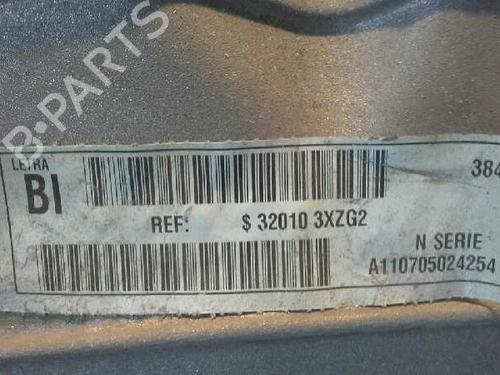 B-PARTS
LETRA
BI
384
REF: $ 32010 3XZG2
N SERIE
A110705024254